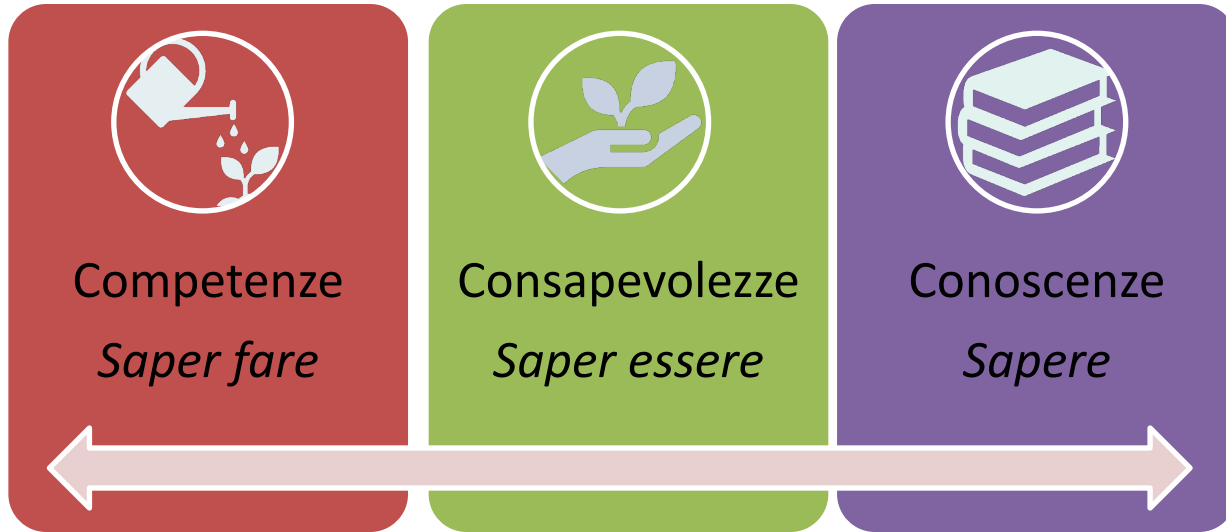 Competenze
Saper fare
Consapevolezze
Saper essere
Conoscenze
Sapere